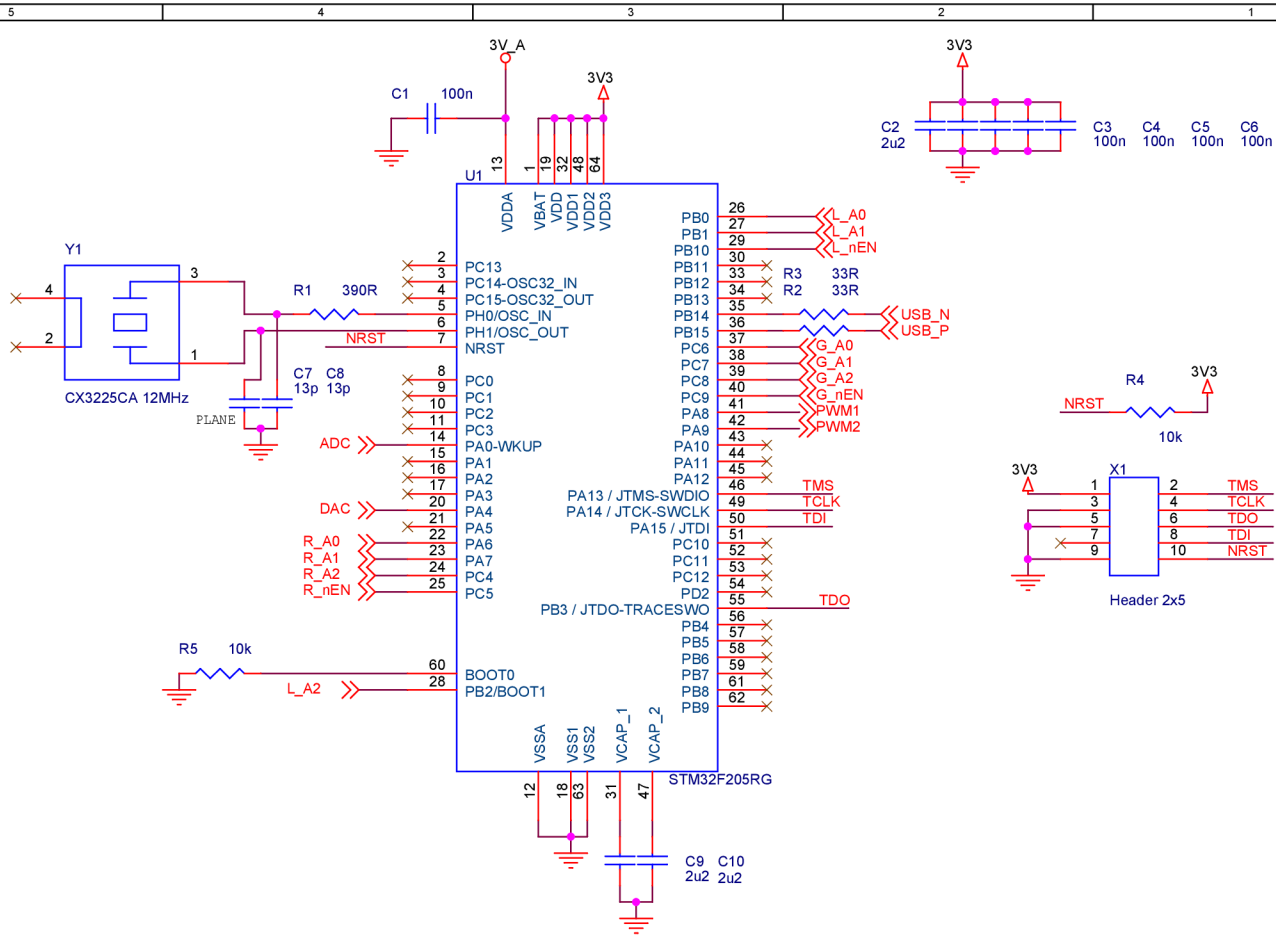 5 4 3 2 1
3V_A
3V3
3V3
C1 100n
C2
2u2
C3 C4 C5 C6
100n 100n 100n 100n
13 1 19 32 48 64
U1
VDDA VBAT VDD VDD1 VDD2 VDD3
26 PB0 L_A0
27 PB1 L_A1
29 PB10 L_nEN
30 PB11
33 PB12
34 PB13
R3 33R
R2 33R
35 PB14 USB_N
36 PB15 USB_P
37 PC6 G_A0
38 PC7 G_A1
39 PC8 G_A2
40 PC9 G_nEN
41 PA8 PWM1
42 PA9 PWM2
43 PA10
44 PA11
45 PA12
46 PA13 / JTMS-SWDIO TMS
49 PA14 / JTCK-SWCLK TCLK
50 PA15 / JTDI TDI
51 PC10
52 PC11
53 PC12
54 PD2
55 PB3 / JTDO-TRACESWO TDO
56 PB4
57 PB5
58 PB6
59 PB7
61 PB8
62 PB9
Y1
4 3
2 1
CX3225CA 12MHz
R1 390R
C7 C8
13p 13p
PLANE
2 PC13
3 PC14-OSC32_IN
4 PC15-OSC32_OUT
5 PH0/OSC_IN
6 PH1/OSC_OUT
NRST 7 NRST
8 PC0
9 PC1
10 PC2
11 PC3
ADC 14 PA0-WKUP
15 PA1
16 PA2
17 PA3
DAC 20 PA4
21 PA5
R_A0 22 PA6
R_A1 23 PA7
R_A2 24 PC4
R_nEN 25 PC5
R5 10k
60 BOOT0
L_A2 28 PB2/BOOT1
VSSA VSS1 VSS2 VCAP_1 VCAP_2
STM32F205RG
12 18 63 31 47
C9 C10
2u2 2u2
R4 3V3
NRST
10k
3V3 X1
1 2 TMS
3 4 TCLK
5 6 TDO
7 8 TDI
9 10 NRST
Header 2x5